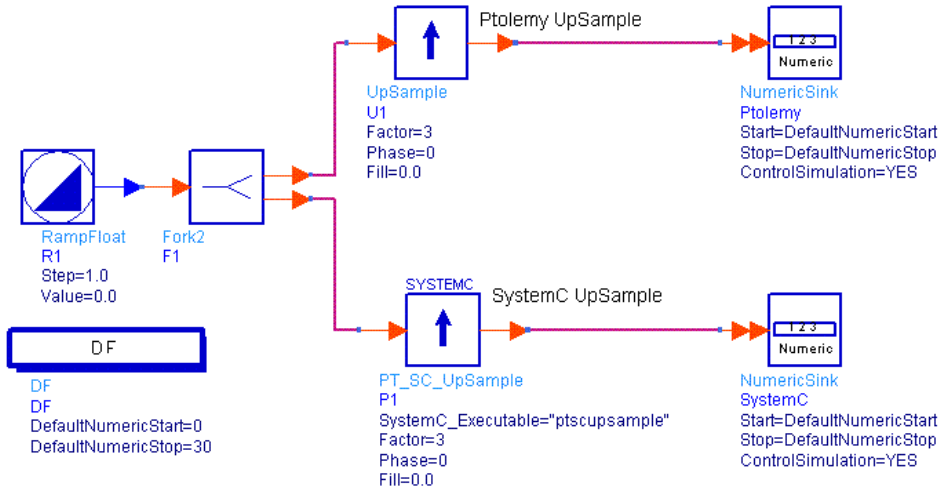 Ptolemy UpSample
1 2 3
Numeric
UpSample
U1
Factor=3
Phase=0
Fill=0.0
NumericSink
Ptolemy
Start=DefaultNumericStart
Stop=DefaultNumericStop
ControlSimulation=YES
RampFloat
R1
Step=1.0
Value=0.0
Fork2
F1
SYSTEMC
SystemC UpSample
1 2 3
Numeric
DF
DF
DF
DefaultNumericStart=0
DefaultNumericStop=30
PT_SC_UpSample
P1
SystemC_Executable="ptscupsample"
Factor=3
Phase=0
Fill=0.0
NumericSink
SystemC
Start=DefaultNumericStart
Stop=DefaultNumericStop
ControlSimulation=YES